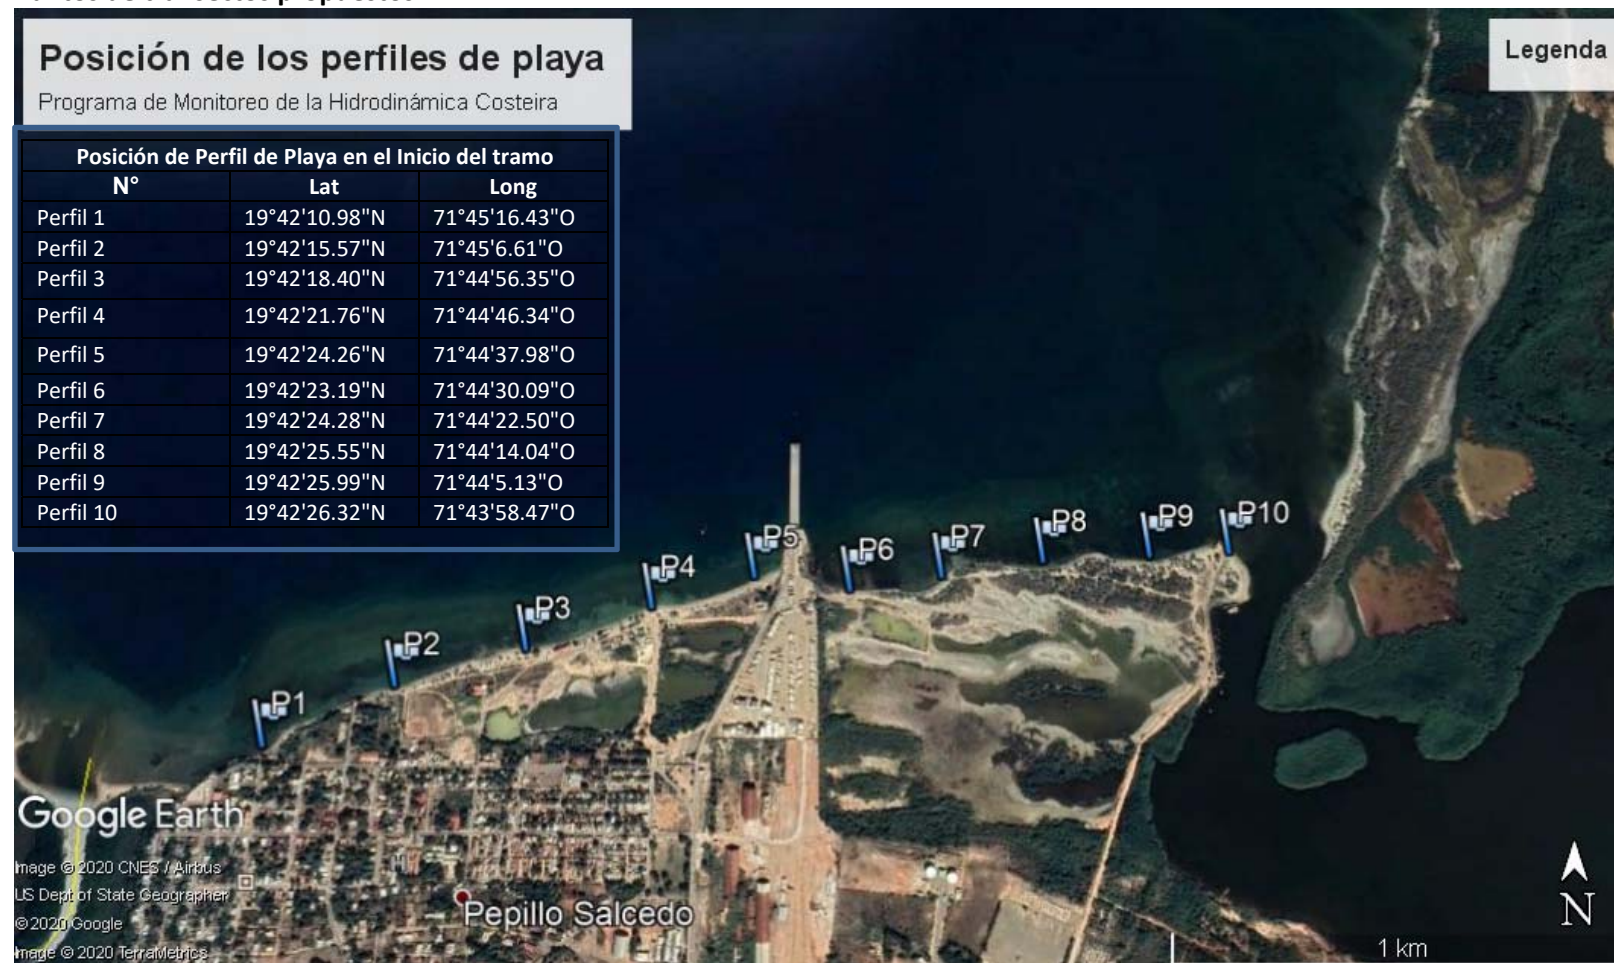 Posición de los perfiles de playa
Legenda
Programa de Monitoreo de la Hidrodinámica Costeira
Posición de Perfil de Playa en el Inicio del tramo
N° Lat Long
Perfil 1 19°42'10.98"N 71°45'16.43"O
Perfil 2 19°42'15.57"N 71°45'6.61"O
Perfil 3 19°42'18.40"N 71°44'56.35"O
Perfil 4 19°42'21.76"N 71°44'46.34"O
Perfil 5 19°42'24.26"N 71°44'37.98"O
Perfil 6 19°42'23.19"N 71°44'30.09"O
Perfil 7 19°42'24.28"N 71°44'22.50"O
Perfil 8 19°42'25.55"N 71°44'14.04"O
Perfil 9 19°42'25.99"N 71°44'5.13"O
Perfil 10 19°42'26.32"N 71°43'58.47"O
P1
P2
P3
P4
P5
P6
P7
P8
P9
P10
Google Earth
Image © 2020 CNES / Airbus
US Dept of State Geographer
© 2020 Google
Image © 2020 TerraMetrics
Pepillo Salcedo
N
1 km